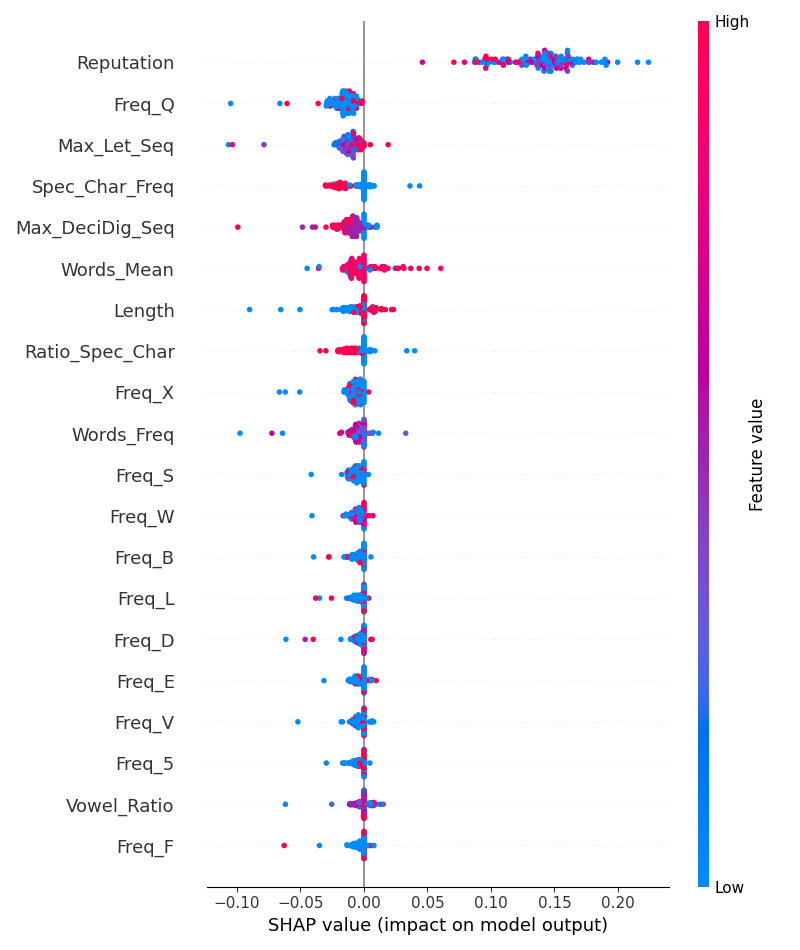 High
Reputation
Freq_Q
Max_Let_Seq
Spec_Char_Freq
Max_DeciDig_Seq
Words_Mean
Length
Ratio_Spec_Char
Freq_X
Words_Freq
Freq_S
Freq_W
Freq_B
Freq_L
Freq_D
Freq_E
Freq_V
Freq_5
Vowel_Ratio
Freq_F
Feature value
Low
−0.10 −0.05 0.00 0.05 0.10 0.15 0.20
SHAP value (impact on model output)